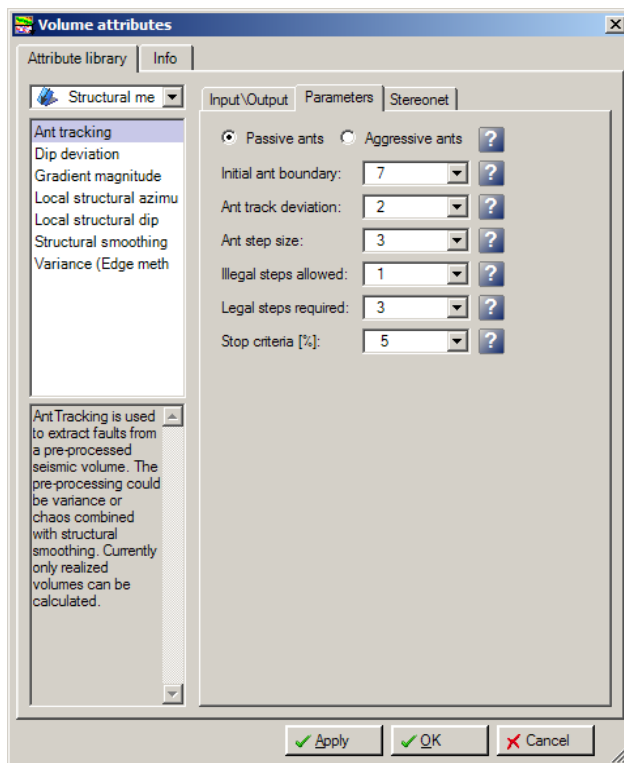 Volume attributes
Attribute library
Info
Structural me
Ant tracking
Dip deviation
Gradient magnitude
Local structural azimu
Local structural dip
Structural smoothing
Variance (Edge meth
Ant Tracking is used
to extract faults from
a pre-processed
seismic volume. The
pre-processing could
be variance or
chaos combined
with structural
smoothing. Currently
only realized
volumes can be
calculated.
Input\Output
Parameters
Stereonet
Passive ants
Aggressive ants
?
Initial ant boundary: 7 ?
Ant track deviation: 2 ?
Ant step size: 3 ?
Illegal steps allowed: 1 ?
Legal steps required: 3 ?
Stop criteria [%]: 5 ?
Apply
OK
Cancel